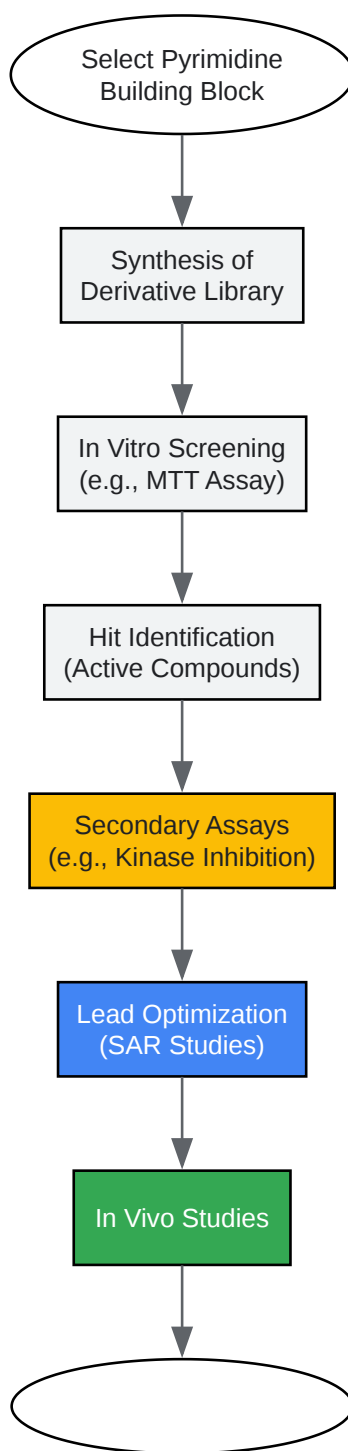 Select Pyrimidine
Building Block
Synthesis of
Derivative Library
In Vitro Screening
(e.g., MTT Assay)
Hit Identification
(Active Compounds)
Secondary Assays
(e.g., Kinase Inhibition)
Lead Optimization
(SAR Studies)
In Vivo Studies